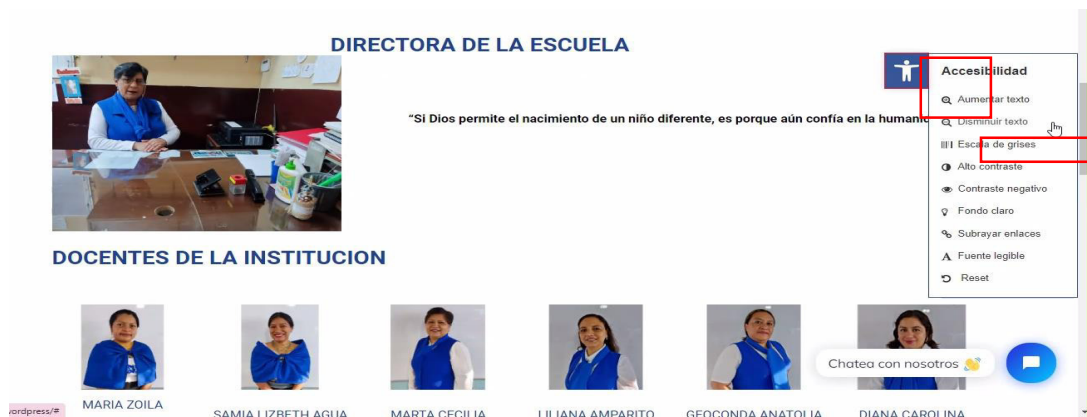 DIRECTORA DE LA ESCUELA
“Si Dios permite el nacimiento de un niño diferente, es porque aún confía en la
Accesibilidad
Aumentar texto
Disminuir texto
Escala de grises
Alto contraste
Contraste negativo
Fondo claro
Subrayar enlaces
Fuente legible
Reset
DOCENTES DE LA INSTITUCION
MARIA ZOILA
SAMIA LIZBETH AGUA
MARTA CECILIA
LILIANA AMPARITO
GEOCONDA ANATOLIA
DIANA CAROLINA
Chatea con nosotros 👋